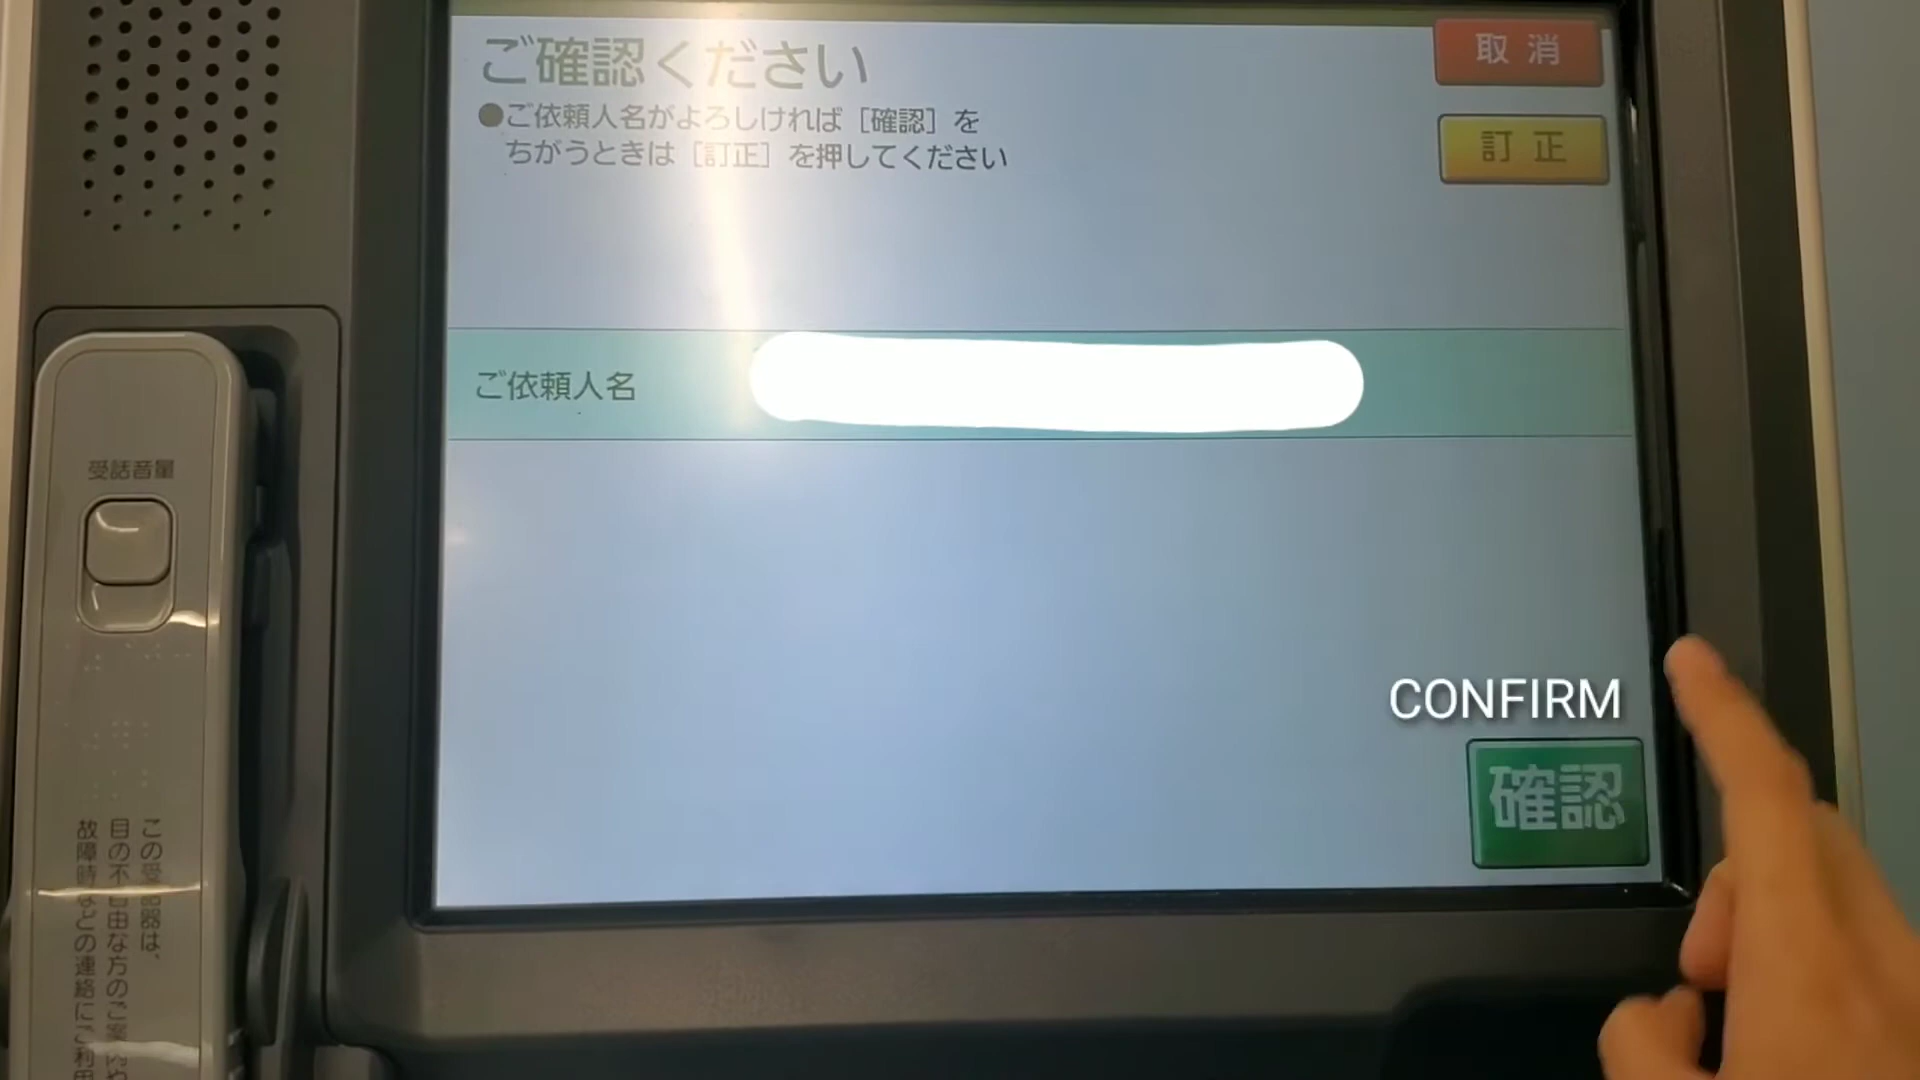 ご確認ください
●ご依頼人名がよろしければ［確認］を
ちがうときは［訂正］を押してください
取消
訂正
ご依頼人名
CONFIRM
確認
受話音量
この受話器は、
目の不自由な方のご案内や
故障時などの連絡にご利用